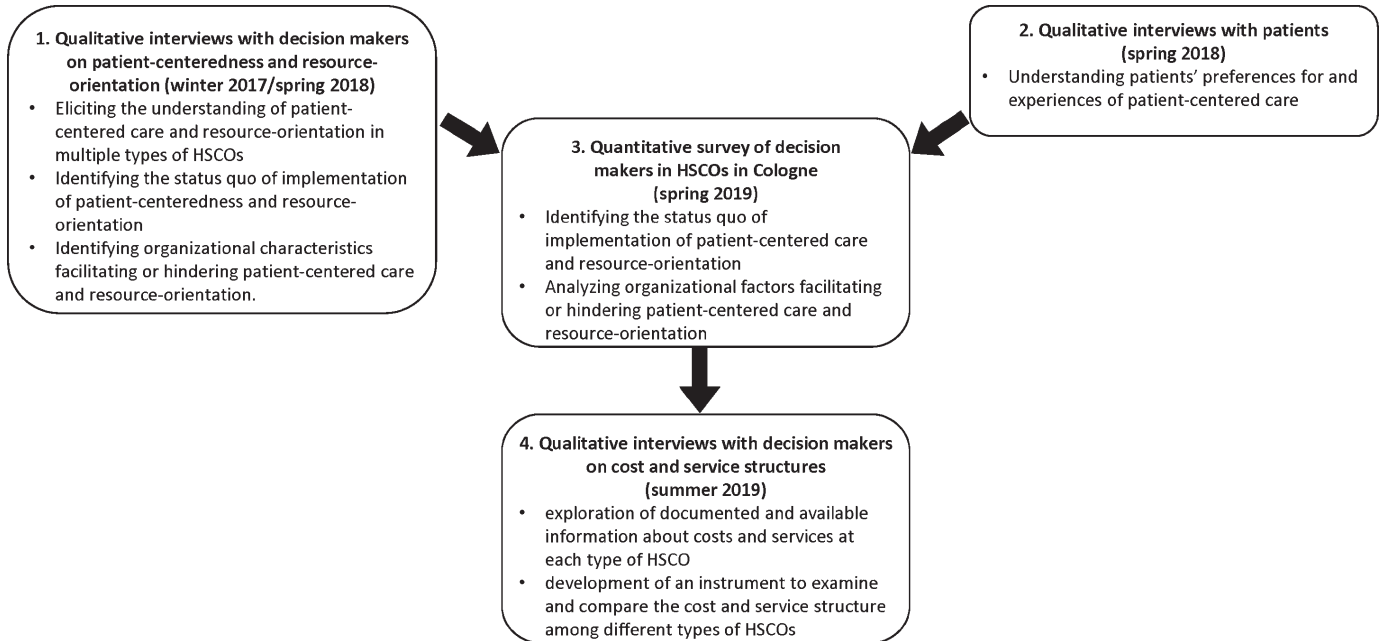 1. Qualitative interviews with decision makers
on patient-centeredness and resource-
orientation (winter 2017/spring 2018)
• Eliciting the understanding of patient-
centered care and resource-orientation in
multiple types of HSCOs
• Identifying the status quo of implementation
of patient-centeredness and resource-
orientation
• Identifying organizational characteristics
facilitating or hindering patient-centered care
and resource-orientation.
2. Qualitative interviews with patients
(spring 2018)
• Understanding patients’ preferences for and
experiences of patient-centered care
3. Quantitative survey of decision
makers in HSCOs in Cologne
(spring 2019)
• Identifying the status quo of
implementation of patient-centered care
and resource-orientation
• Analyzing organizational factors facilitating
or hindering patient-centered care and
resource-orientation
4. Qualitative interviews with decision makers
on cost and service structures
(summer 2019)
• exploration of documented and available
information about costs and services at
each type of HSCO
• development of an instrument to examine
and compare the cost and service structure
among different types of HSCOs